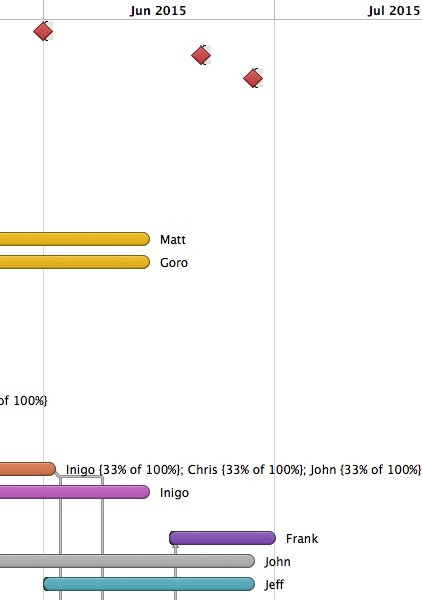 Jun 2015
Jul 2015
Matt
Goro
of 100%}
Inigo {33% of 100%}; Chris {33% of 100%}; John {33% of 100%}
Inigo
Frank
John
Jeff